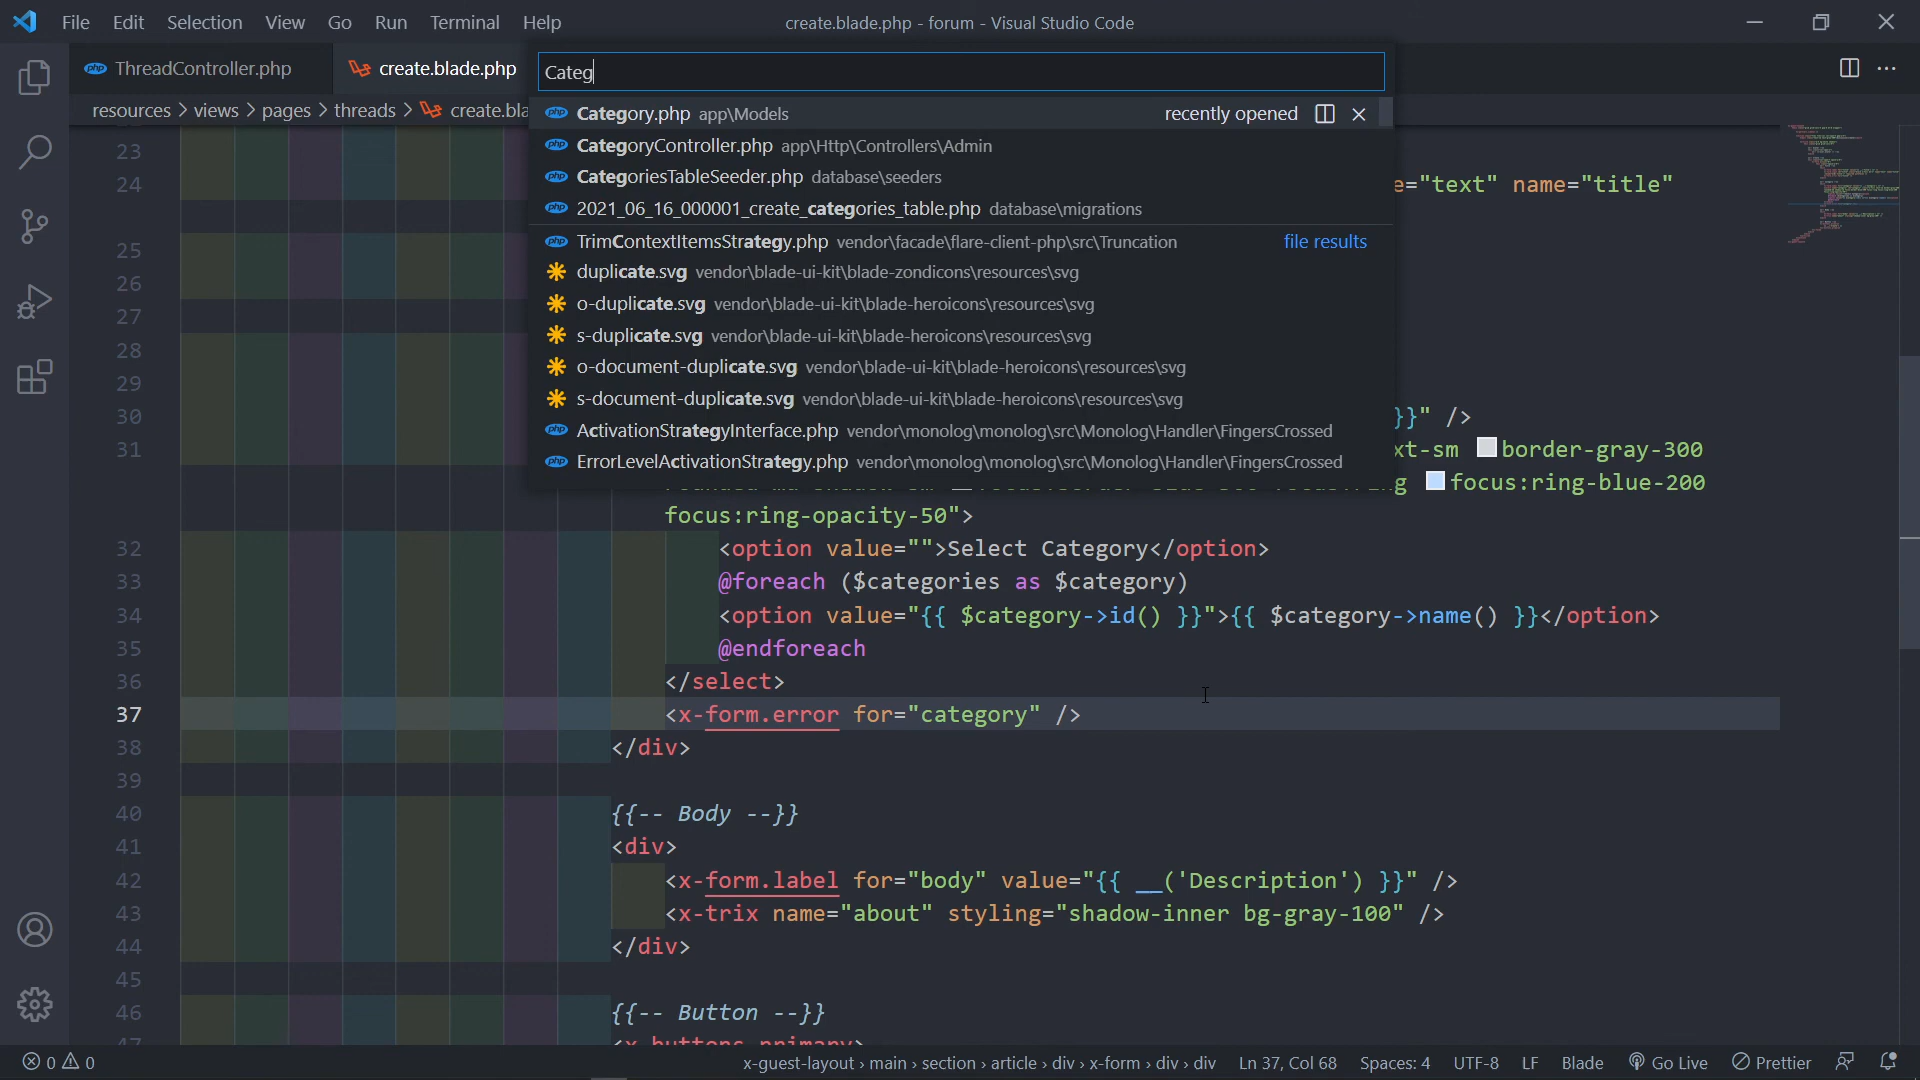 File Edit Selection View Go Run Terminal Help
create.blade.php - forum - Visual Studio Code
ThreadController.php
create.blade.php
Categ
resources > views > pages > threads > create.bla
Category.php app\Models recently opened
CategoryController.php app\Http\Controllers\Admin
CategoriesTableSeeder.php database\seeders
2021_06_16_000001_create_categories_table.php database\migrations
TrimContextItemsStrategy.php vendor\facade\flare-client-php\src\Truncation file results
duplicate.svg vendor\blade-ui-kit\blade-zondicons\resources\svg
o-duplicate.svg vendor\blade-ui-kit\blade-heroicons\resources\svg
s-duplicate.svg vendor\blade-ui-kit\blade-heroicons\resources\svg
o-document-duplicate.svg vendor\blade-ui-kit\blade-heroicons\resources\svg
s-document-duplicate.svg vendor\blade-ui-kit\blade-heroicons\resources\svg
ActivationStrategyInterface.php vendor\monolog\monolog\src\Monolog\Handler\FingersCrossed
ErrorLevelActivationStrategy.php vendor\monolog\monolog\src\Monolog\Handler\FingersCrossed
23
24 e="text" name="title"
25
26
27
28
29
30 }}" />
31 xt-sm border-gray-300
focus:ring-blue-200
focus:ring-opacity-50">
32 <option value="">Select Category</option>
33 @foreach ($categories as $category)
34 <option value="{{ $category->id() }}">{{ $category->name() }}</option>
35 @endforeach
36 </select>
37 <x-form.error for="category" />
38 </div>
39
40 {{-- Body --}}
41 <div>
42 <x-form.label for="body" value="{{ __('Description') }}" />
43 <x-trix name="about" styling="shadow-inner bg-gray-100" />
44 </div>
45
46 {{-- Button --}}
47 <x-buttons.primary>
0 0
x-guest-layout > main > section > article > div > x-form > div > div Ln 37, Col 68 Spaces: 4 UTF-8 LF Blade Go Live Prettier